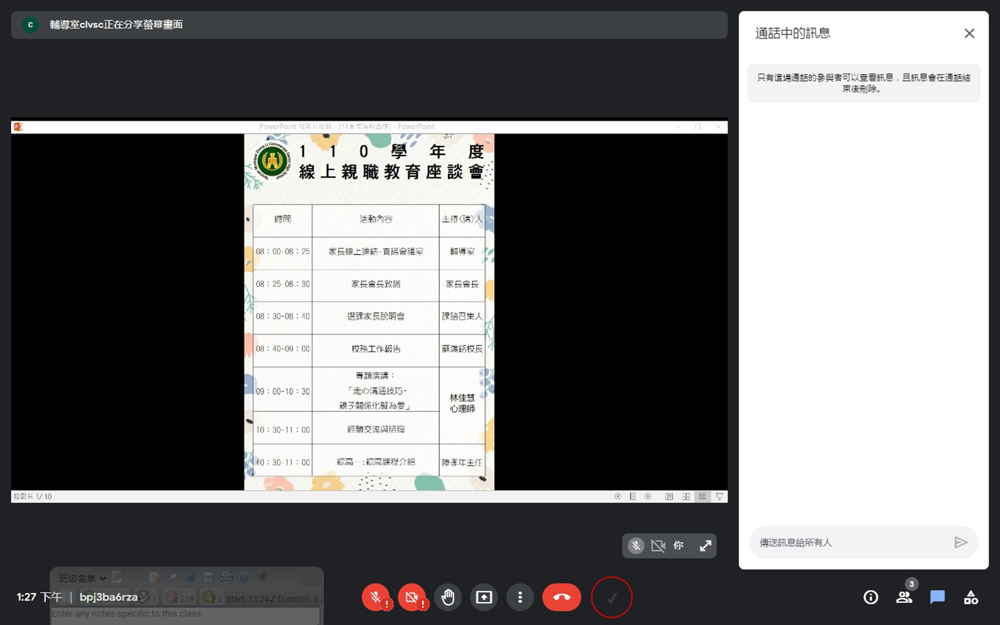 C
輔導室clvsc正在分享螢幕畫面
通話中的訊息
只有這場通話的參與者可以查看訊息，且訊息會在通話結
束後刪除。
PowerPoint 投影片放映 - [11直式海報合併] - PowerPoint
110學年度
線上親職教育座談會
時間 活動內容 主持(講)人
08：00-08：25 家長線上連結-直播會議室 輔導室
08：25-08：30 家長會長致詞 家長會長
08：30-08：40 選課家長說明會 課諮召集人
08：40-09：00 校務工作報告 蘇鴻銘校長
09：00-10：30 專題演講：
「走心溝通技巧-
親子關係化礙為愛」
林佳慧
心理師
10：30-11：00 經驗交流與諮詢
10：30-11：00 綜高一:綜高課程介紹 陸孝年主任
投影片 1/ 10
你
傳送訊息給所有人
班级名单
1:27 下午 | bpj3ba6rza
1 219 2 Start: 13:24✓ Duration: 3
Enter any notes specific to this class.
3